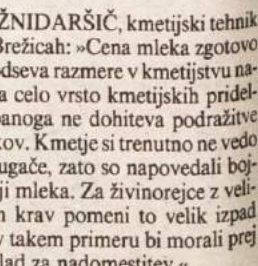 ŽNIDARŠIČ, kmetijski tehnik
Brežicah: »Cena mleka zgotovo
dseva razmere v kmetijstvu na-
a celo vrsto kmetijskih pridel-
anoga ne dohiteva podražitve
kov. Kmetje si trenutno ne vedo
ugače, zato so napovedali boj-
ji mleka. Za živinorejce z veli-
m krav pomeni to velik izpad
v takem primeru bi morali prej
lad za nadomestitev.«